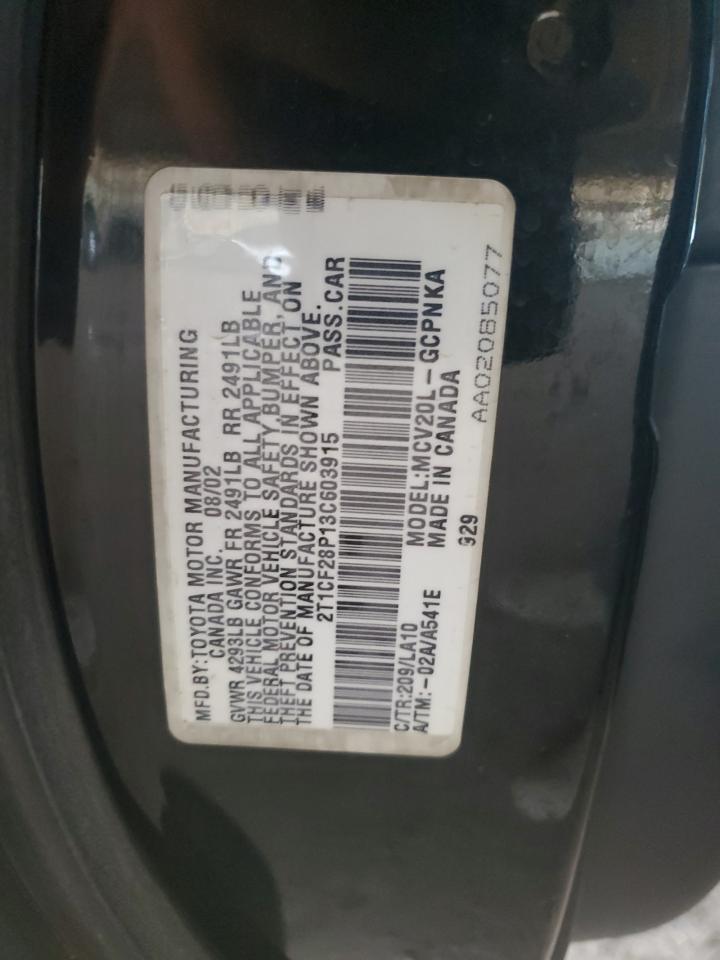 MFD.BY:TOYOTA MOTOR MANUFACTURING
CANADA INC. 08/02
GVWR 4293LB GAWR FR 2491LB RR 2491LB
THIS VEHICLE CONFORMS TO ALL APPLICABLE
FEDERAL MOTOR VEHICLE SAFETY, BUMPER, AND
THEFT PREVENTION STANDARDS IN EFFECT ON
THE DATE OF MANUFACTURE SHOWN ABOVE.
2T1CF28P13C603915 PASS.CAR
C/TR:209/LA10 MODEL:MCV20L-GCPNKA
A/TM:-02A/A541E MADE IN CANADA
929 AA02085077